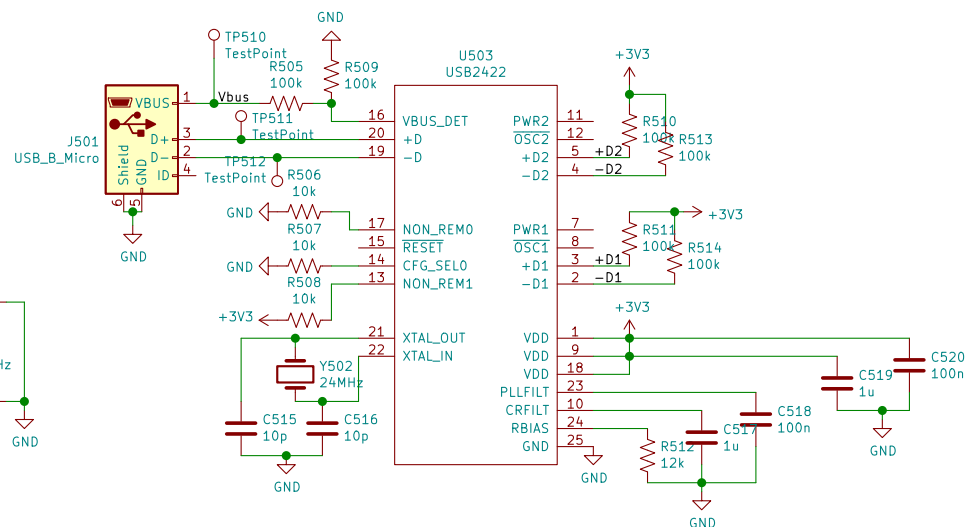 GND
TP510
TestPoint
R505
100k
R509
100k
U503
USB2422
+3V3
VBUS
1
Vbus
TP511
TestPoint
16
VBUS_DET
PWR2
11
R510
100k
J501
USB_B_Micro
D+
3
20
+D
OSC2
12
R513
100k
D-
2
19
-D
+D2
5
+D2
ID
4
TP512
TestPoint
-D2
4
-D2
Shield
GND
6
5
GND
R506
10k
GND
R507
10k
17
NON_REM0
PWR1
7
R511
100k
+3V3
15
RESET
OSC1
8
R514
100k
GND
R508
10k
14
CFG_SEL0
+D1
3
+D1
13
NON_REM1
-D1
2
-D1
+3V3
+3V3
21
XTAL_OUT
VDD
1
22
XTAL_IN
VDD
9
VDD
18
Y502
24MHz
C520
100n
C519
1u
PLLFILT
23
CRFILT
10
RBIAS
24
GND
25
C515
10p
C516
10p
C518
100n
C517
1u
R512
12k
Hz
GND
GND
GND
GND
GND